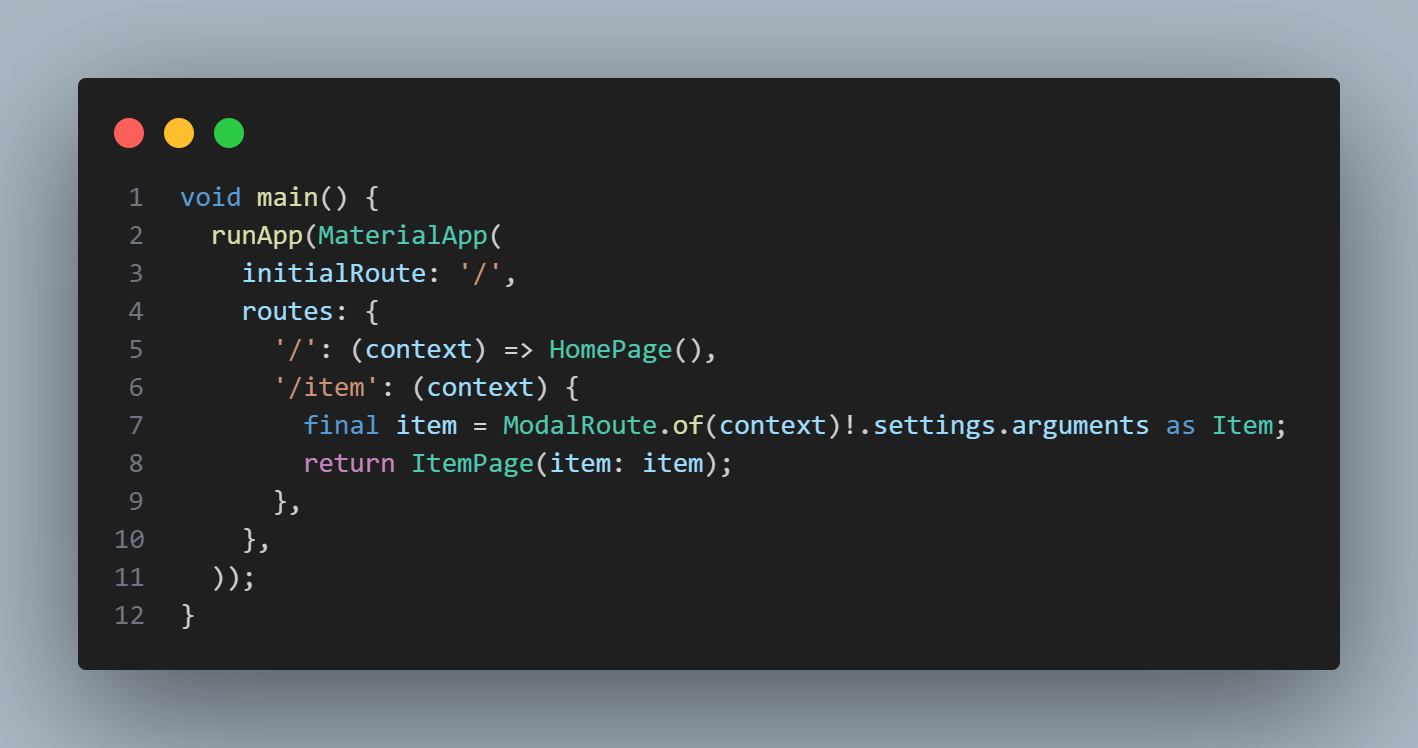 1 void main() {
2   runApp(MaterialApp(
3     initialRoute: '/',
4     routes: {
5       '/': (context) => HomePage(),
6       '/item': (context) {
7         final item = ModalRoute.of(context)!.settings.arguments as Item;
8         return ItemPage(item: item);
9       },
10     },
11   ));
12 }